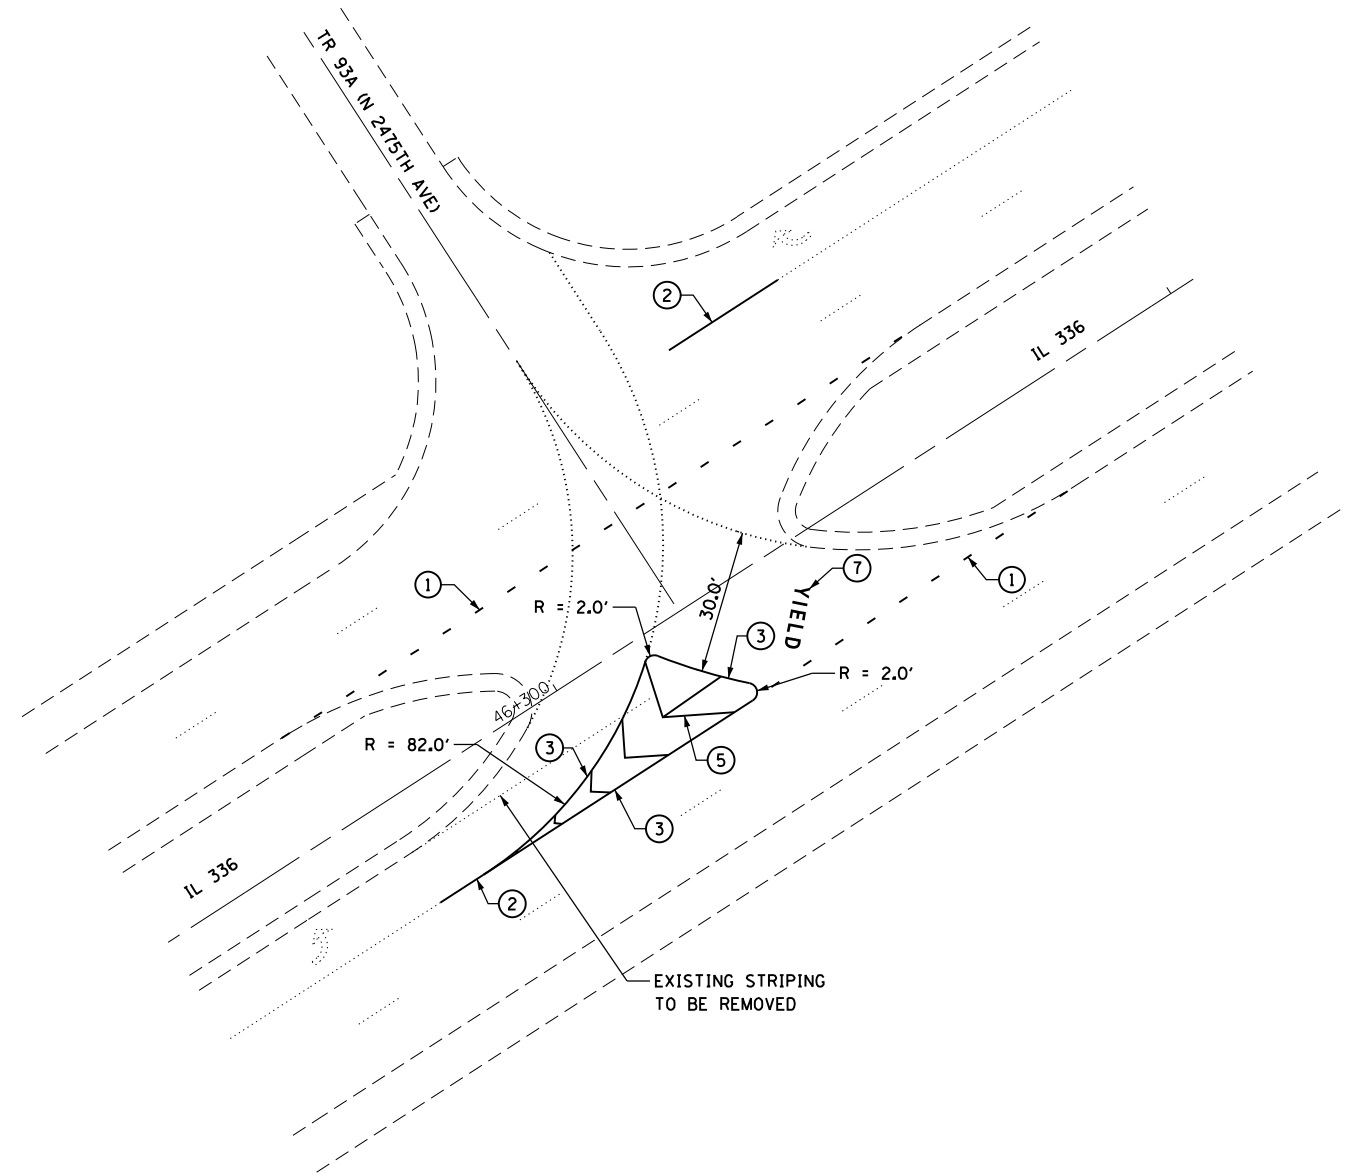 TR 93A (N 2475TH AVE)
2
IL 336
1
7
1
R = 2.0'
30.0'
YIELD
3
R = 2.0'
46+30.0'
R = 82.0'
3
5
3
IL 336
2
EXISTING STRIPING
TO BE REMOVED